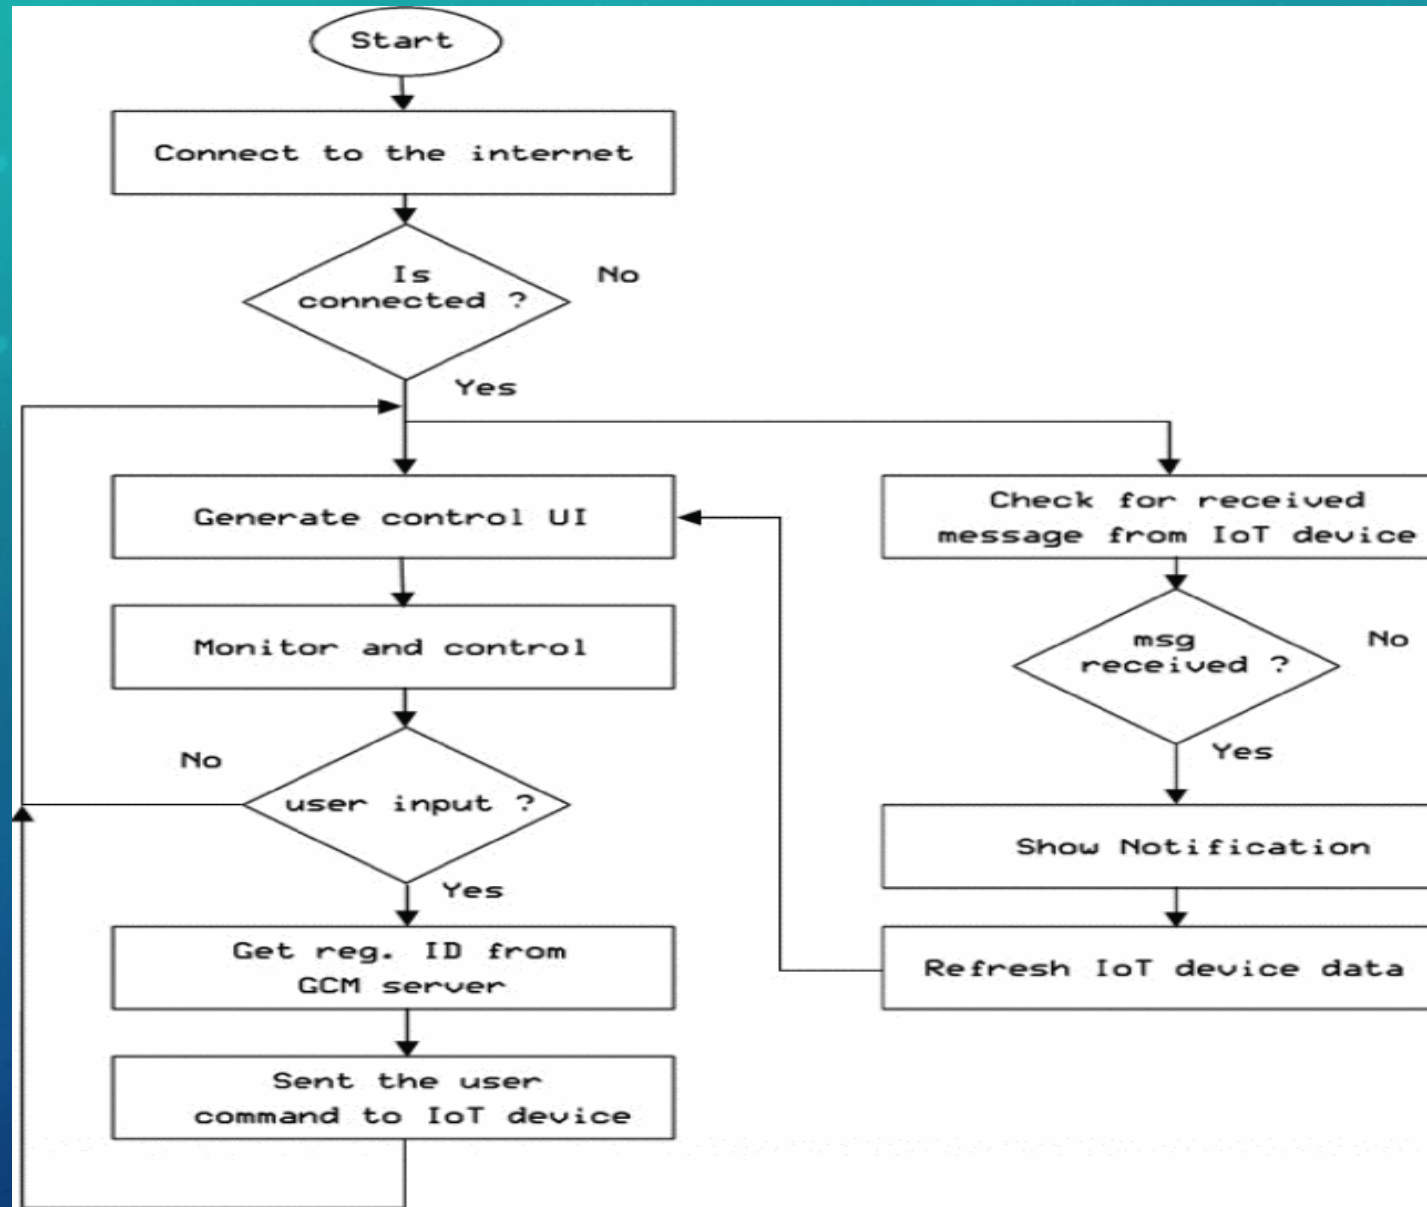 Start
Connect to the internet
Is
connected ?
No
Yes
Generate control UI
Monitor and control
No
user input ?
Yes
Get reg. ID from
GCM server
Sent the user
command to IoT device
Check for received
message from IoT device
msg
received ?
No
Yes
Show Notification
Refresh IoT device data